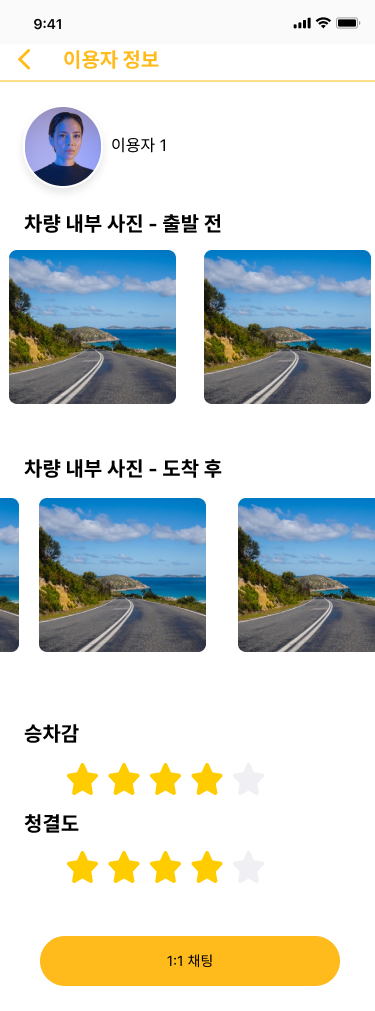 9:41
이용자 정보
이용자 1
차량 내부 사진 - 출발 전
차량 내부 사진 - 도착 후
승차감
청결도
1:1 채팅